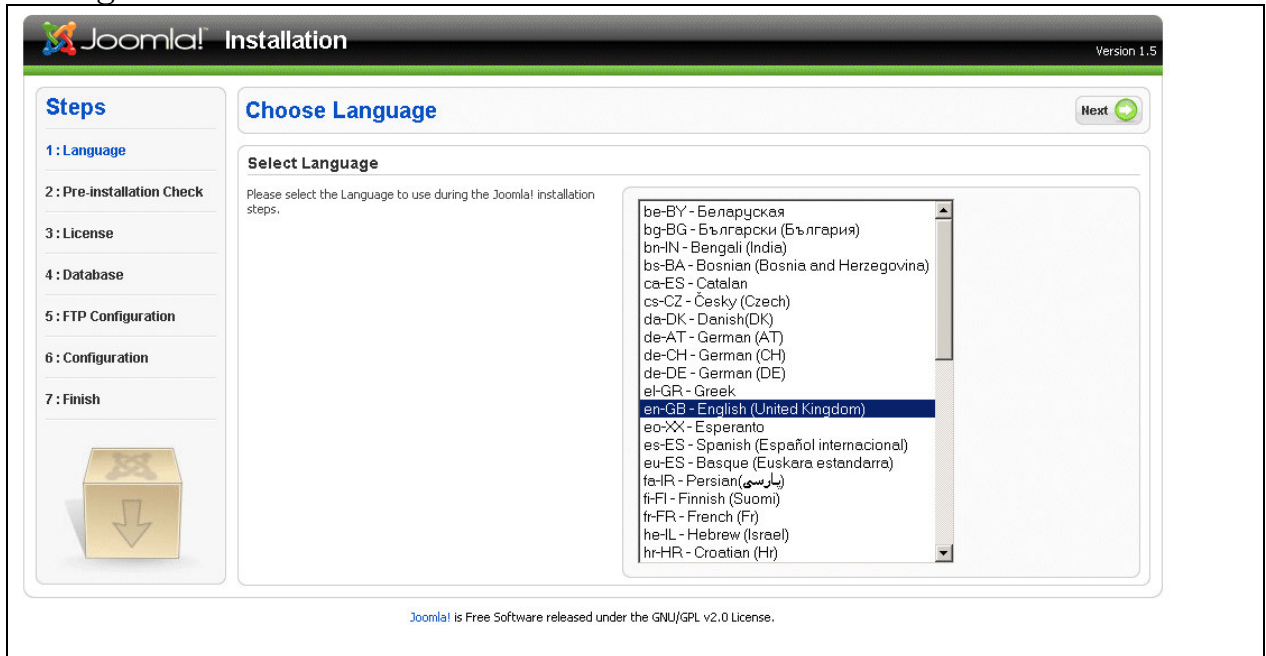 Joomla! Installation
Version 1.5
Steps
1 : Language
2 : Pre-installation Check
3 : License
4 : Database
5 : FTP Configuration
6 : Configuration
7 : Finish
Choose Language
Next
Select Language
Please select the Language to use during the Joomla! installation
steps.
be-BY - Беларуская
bg-BG - Български (България)
bn-IN - Bengali (India)
bs-BA - Bosnian (Bosnia and Herzegovina)
ca-ES - Catalan
cs-CZ - Česky (Czech)
da-DK - Danish(DK)
de-AT - German (AT)
de-CH - German (CH)
de-DE - German (DE)
el-GR - Greek
en-GB - English (United Kingdom)
eo-XX - Esperanto
es-ES - Spanish (Español internacional)
eu-ES - Basque (Euskara estandarra)
fa-IR - Persian(پارسی)
fi-FI - Finnish (Suomi)
fr-FR - French (Fr)
he-IL - Hebrew (Israel)
hr-HR - Croatian (Hr)
Joomla! is Free Software released under the GNU/GPL v2.0 License.